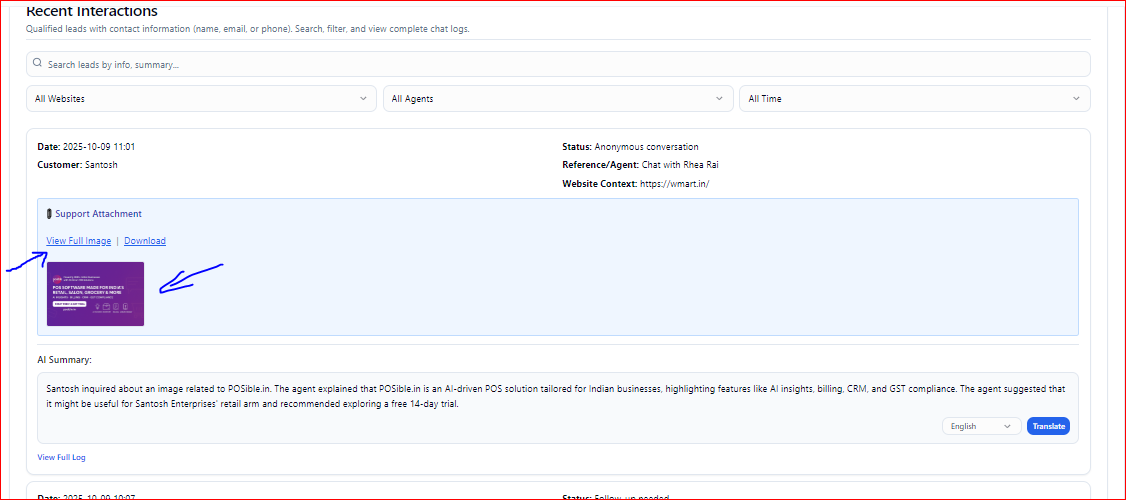 Recent Interactions
Qualified leads with contact information (name, email, or phone). Search, filter, and view complete chat logs.
Search leads by info, summary...
All Websites
All Agents
All Time
Date: 2025-10-09 11:01
Status: Anonymous conversation
Customer: Santosh
Reference/Agent: Chat with Rhea Rai
Website Context: https://wmart.in/
Support Attachment
View Full Image | Download
POS SOFTWARE MADE FOR INDIA'S
RETAIL, SALON, GROCERY & MORE
AI Summary:
Santosh inquired about an image related to POSible.in. The agent explained that POSible.in is an AI-driven POS solution tailored for Indian businesses, highlighting features like AI insights, billing, CRM, and GST compliance. The agent suggested that
it might be useful for Santosh Enterprises' retail arm and recommended exploring a free 14-day trial.
English
Translate
View Full Log
Date: 2025-10-09 10:07
Status: Follow-up needed